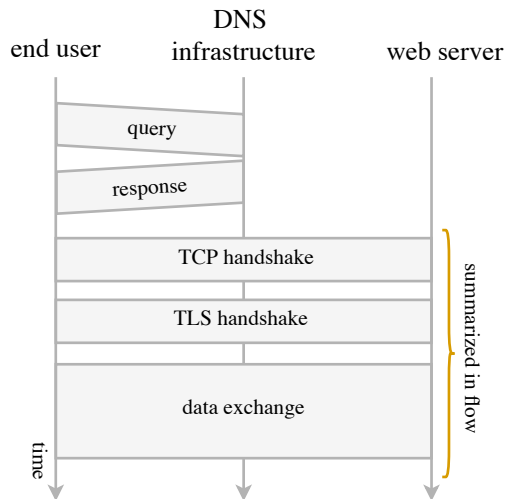 DNS
end user
infrastructure
web server
query
response
TCP handshake
TLS handshake
data exchange
summarized in flow
time